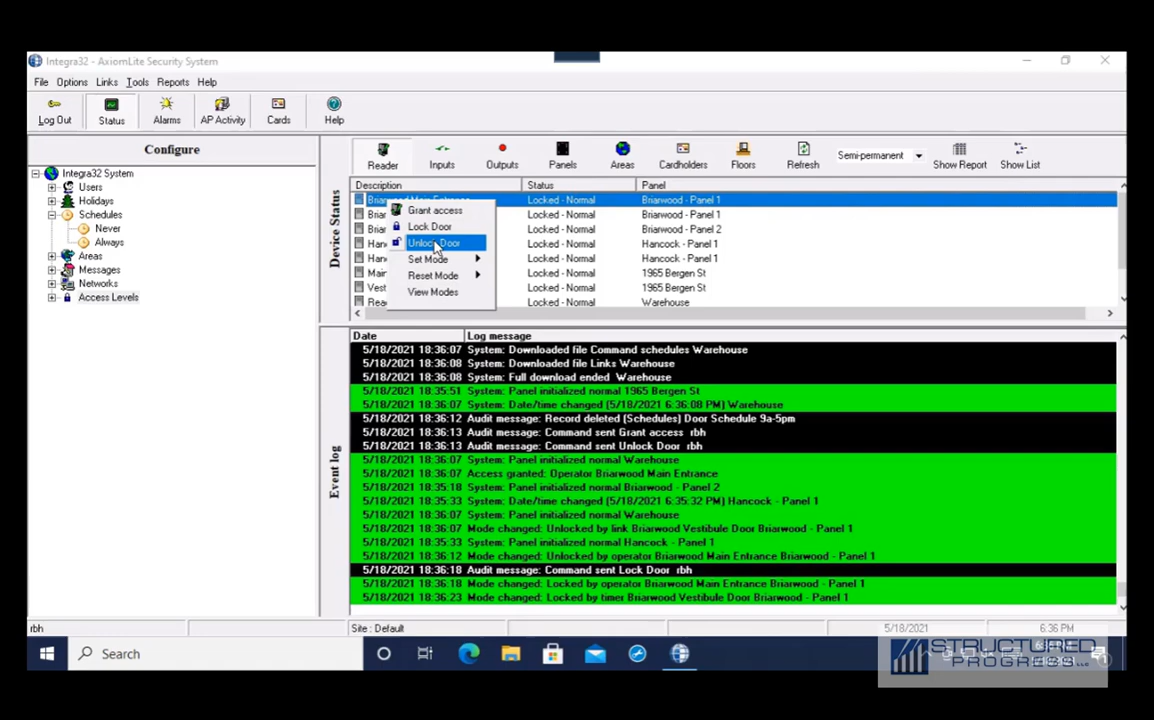 Integra32 - AxiomLite Security System
File Options Links Tools Reports Help
Log Out Status Alarms AP Activity Cards Help
Configure
Integra32 System
Users
Holidays
Schedules
Never
Always
Areas
Messages
Networks
Access Levels
Device Status
Reader Inputs Outputs Panels Areas Cardholders Floors Refresh Semi-permanent Show Report Show List
Description Status Panel
Locked - Normal Briarwood - Panel 1
Briar Locked - Normal Briarwood - Panel 1
Briar Locked - Normal Briarwood - Panel 2
Han Locked - Normal Hancock - Panel 1
Han Locked - Normal Hancock - Panel 1
Main Locked - Normal 1965 Bergen St
Vest Locked - Normal 1965 Bergen St
Rea Locked - Normal Warehouse
Grant access
Lock Door
Unlock Door
Set Mode
Reset Mode
View Modes
Event log
Date Log message
5/18/2021 18:36:07 System: Downloaded file Command schedules Warehouse
5/18/2021 18:36:08 System: Downloaded file Links Warehouse
5/18/2021 18:36:08 System: Full download ended Warehouse
5/18/2021 18:35:51 System: Panel initialized normal 1965 Bergen St
5/18/2021 18:36:07 System: Date/time changed (5/18/2021 6:36:08 PM) Warehouse
5/18/2021 18:36:12 Audit message: Record deleted (Schedules) Door Schedule 9a-5pm
5/18/2021 18:36:13 Audit message: Command sent Grant access rbh
5/18/2021 18:36:13 Audit message: Command sent Unlock Door rbh
5/18/2021 18:36:07 System: Panel initialized normal Warehouse
5/18/2021 18:36:07 Access granted: Operator Briarwood Main Entrance
5/18/2021 18:35:18 System: Panel initialized normal Briarwood - Panel 2
5/18/2021 18:35:33 System: Date/time changed (5/18/2021 6:35:32 PM) Hancock - Panel 1
5/18/2021 18:36:07 System: Panel initialized normal Warehouse
5/18/2021 18:36:07 Mode changed: Unlocked by link Briarwood Vestibule Door Briarwood - Panel 1
5/18/2021 18:35:33 System: Panel initialized normal Hancock - Panel 1
5/18/2021 18:36:12 Mode changed: Unlocked by operator Briarwood Main Entrance Briarwood - Panel 1
5/18/2021 18:36:18 Audit message: Command sent Lock Door rbh
5/18/2021 18:36:18 Mode changed: Locked by operator Briarwood Main Entrance Briarwood - Panel 1
5/18/2021 18:36:23 Mode changed: Locked by timer Briarwood Vestibule Door Briarwood - Panel 1
rbh Site : Default 5/18/2021 6:36 PM
Search
STRUCTURED
PROGRESS LLC